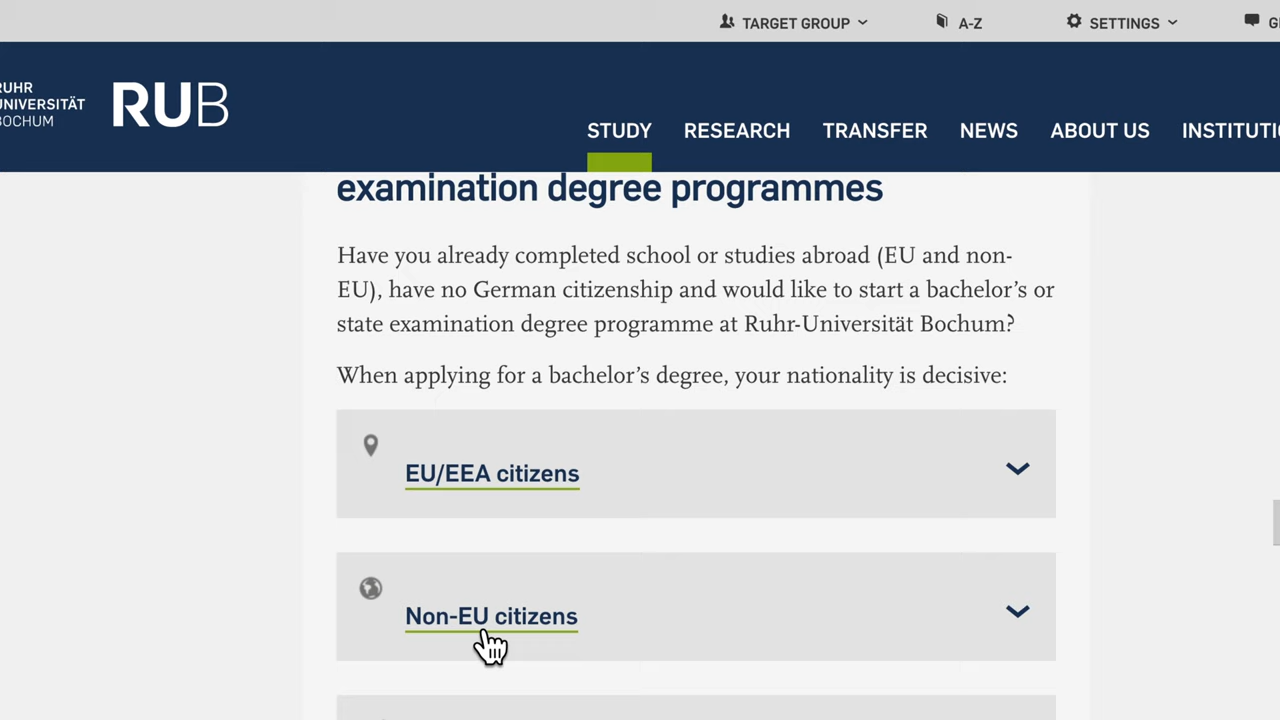 TARGET GROUP
A-Z
SETTINGS
RUHR
UNIVERSITÄT
BOCHUM
RUB
STUDY
RESEARCH
TRANSFER
NEWS
ABOUT US
examination degree programmes
Have you already completed school or studies abroad (EU and non-
EU), have no German citizenship and would like to start a bachelor’s or
state examination degree programme at Ruhr-Universität Bochum?
When applying for a bachelor’s degree, your nationality is decisive:
EU/EEA citizens
Non-EU citizens